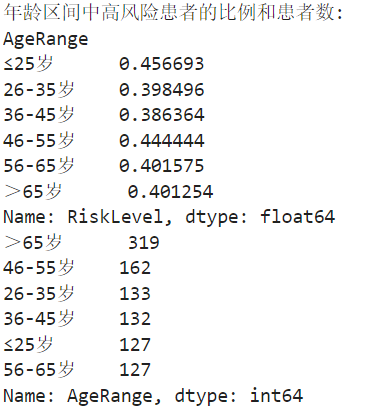 年龄区间中高风险患者的比例和患者数:
AgeRange
≤25岁 0.456693
26-35岁 0.398496
36-45岁 0.386364
46-55岁 0.444444
56-65岁 0.401575
＞65岁 0.401254
Name: RiskLevel, dtype: float64
＞65岁 319
46-55岁 162
26-35岁 133
36-45岁 132
≤25岁 127
56-65岁 127
Name: AgeRange, dtype: int64